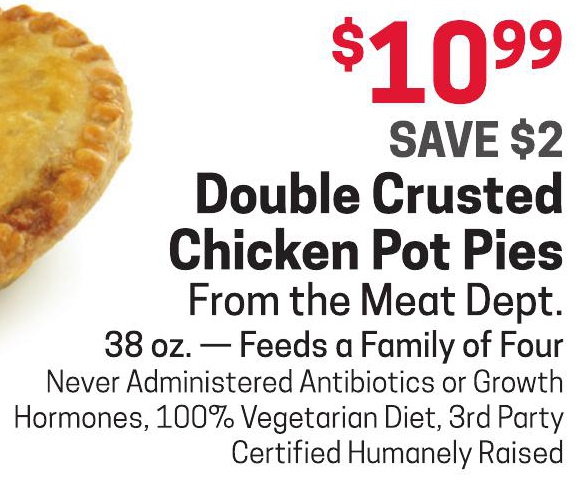 $10.99
SAVE $2
Double Crusted
Chicken Pot Pies
From the Meat Dept.
38 oz. — Feeds a Family of Four
Never Administered Antibiotics or Growth
Hormones, 100% Vegetarian Diet, 3rd Party
Certified Humanely Raised